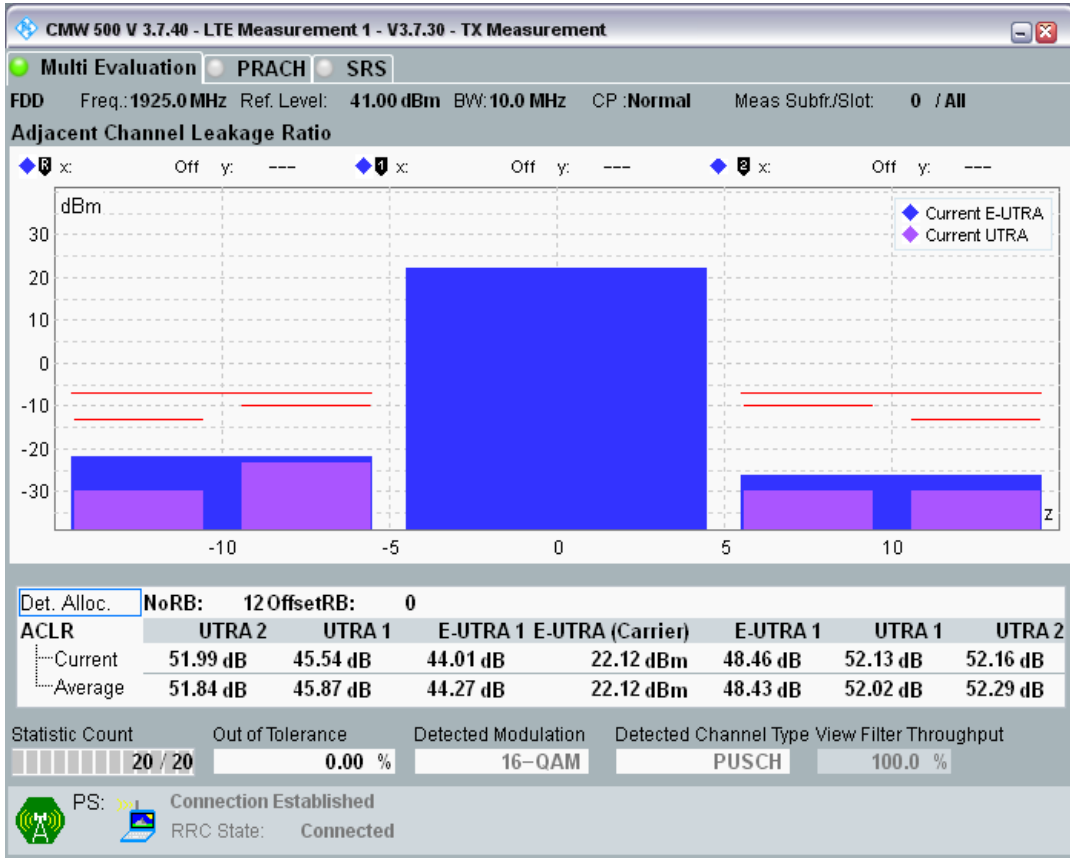 CMW 500 V 3.7.40 - LTE Measurement 1 - V3.7.30 - TX Measurement
Multi Evaluation PRACH SRS
FDD Freq.: 1925.0 MHz Ref. Level: 41.00 dBm BW: 10.0 MHz CP :Normal Meas Subfr./Slot: 0 / All
Adjacent Channel Leakage Ratio
R x: Off y: --- 1 x: Off y: --- 2 x: Off y: ---
dBm
Current E-UTRA
Current UTRA
30
20
10
0
-10
-20
-30
z
-10 -5 0 5 10
Det. Alloc. NoRB: 12 OffsetRB: 0
ACLR UTRA 2 UTRA 1 E-UTRA 1 E-UTRA (Carrier) E-UTRA 1 UTRA 1 UTRA 2
Current 51.99 dB 45.54 dB 44.01 dB 22.12 dBm 48.46 dB 52.13 dB 52.16 dB
Average 51.84 dB 45.87 dB 44.27 dB 22.12 dBm 48.43 dB 52.02 dB 52.29 dB
Statistic Count Out of Tolerance Detected Modulation Detected Channel Type View Filter Throughput
20 / 20 0.00 % 16-QAM PUSCH 100.0 %
PS: Connection Established
RRC State: Connected